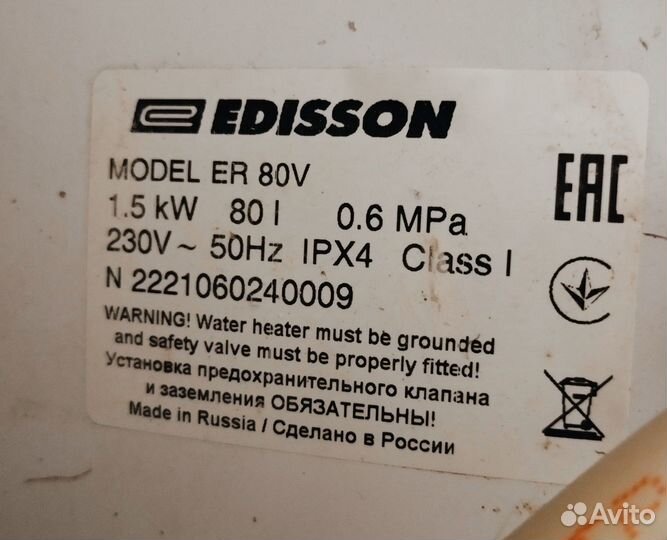 EDISSON
MODEL ER 80V
1.5 kW 80 l 0.6 MPa
230V ~ 50Hz IPX4 Class I
N 2221060240009
WARNING! Water heater must be grounded
and safety valve must be properly fitted!
Установка предохранительного клапана
и заземления ОБЯЗАТЕЛЬНЫ!
Made in Russia / Сделано в России
EAC
Avito